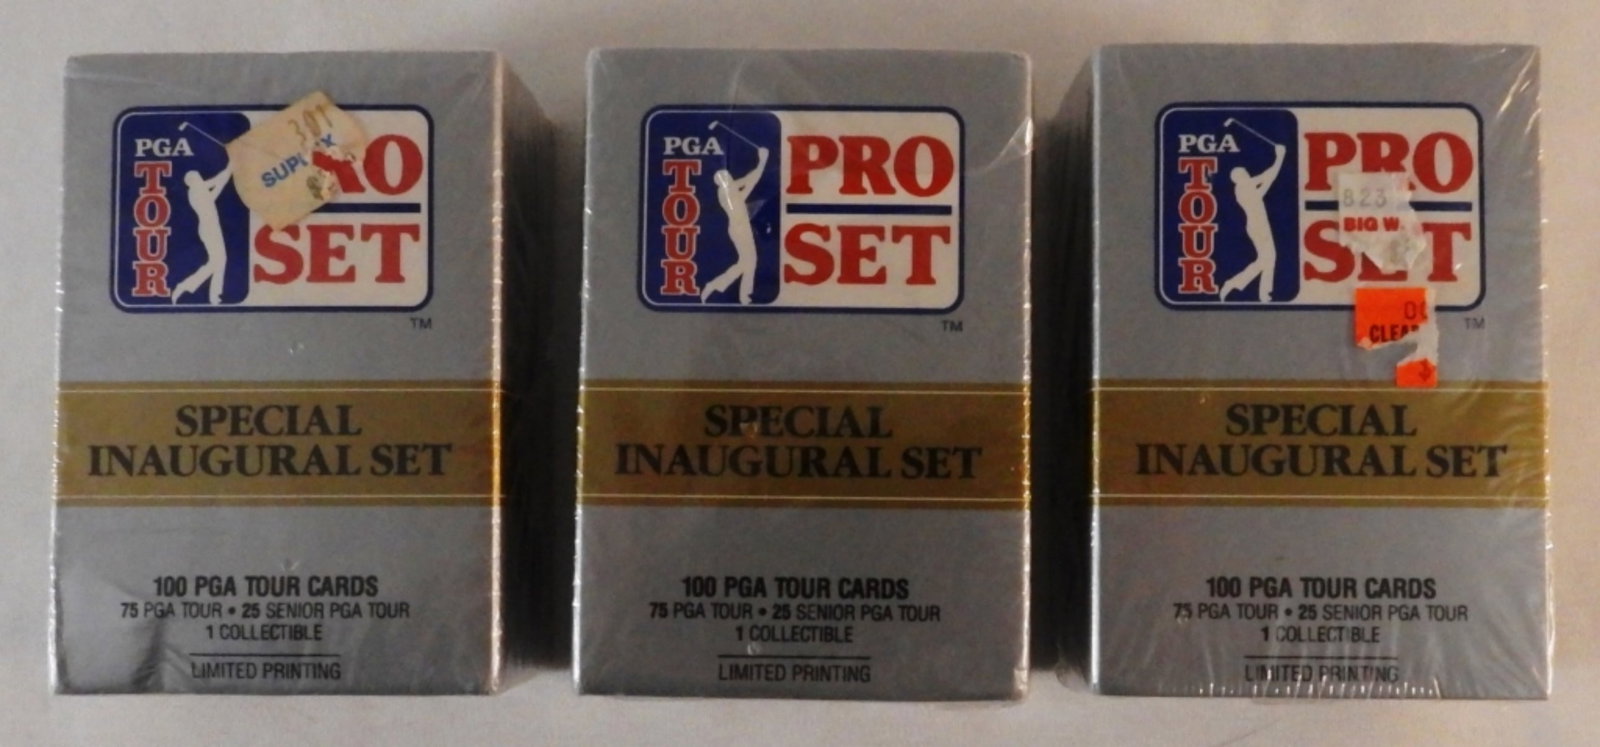 PGA
TOUR
301
SET
TM
SPECIAL
INAUGURAL SET
100 PGA TOUR CARDS
75 PGA TOUR • 25 SENIOR PGA TOUR
1 COLLECTIBLE
LIMITED PRINTING
PGA
TOUR
PRO
SET
TM
SPECIAL
INAUGURAL SET
100 PGA TOUR CARDS
75 PGA TOUR • 25 SENIOR PGA TOUR
1 COLLECTIBLE
LIMITED PRINTING
PGA
TOUR
PRO
823
BIG W
SET
TM
SPECIAL
INAUGURAL SET
100 PGA TOUR CARDS
75 PGA TOUR • 25 SENIOR PGA TOUR
1 COLLECTIBLE
LIMITED PRINTING